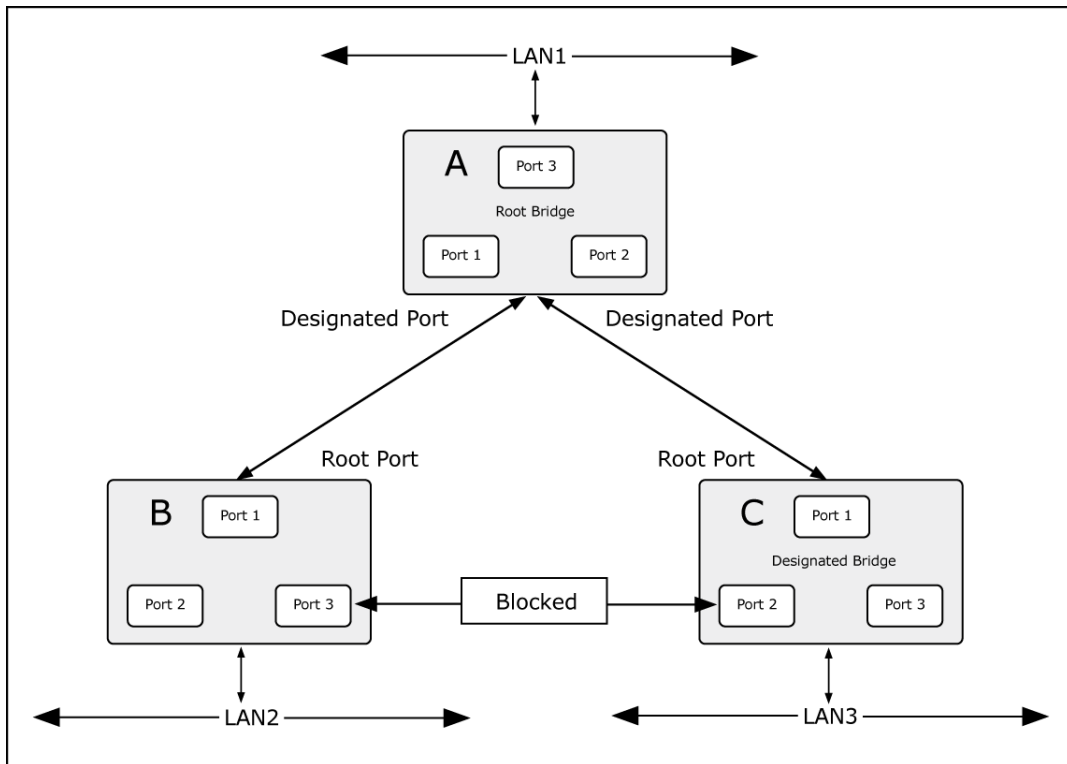 LAN1
A
Port 3
Root Bridge
Port 1
Port 2
Designated Port
Designated Port
Root Port
Root Port
B
Port 1
C
Port 1
Designated Bridge
Port 2
Port 3
Blocked
Port 2
Port 3
LAN2
LAN3